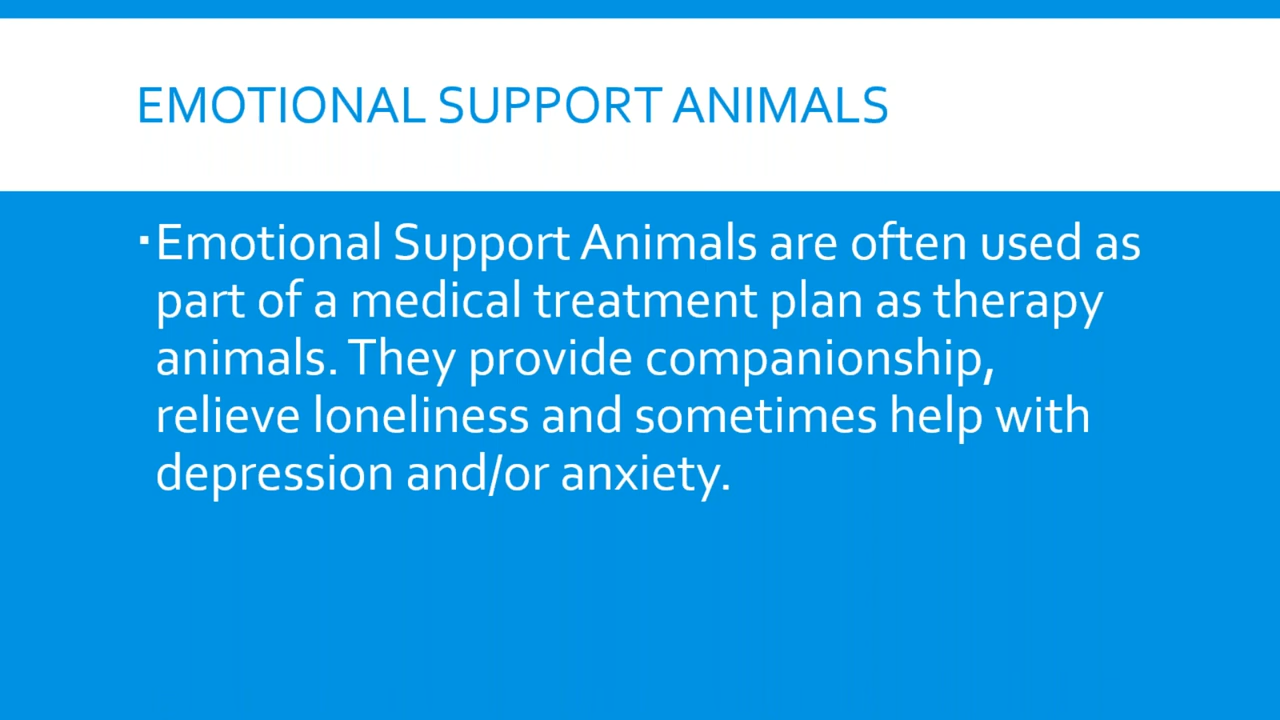 EMOTIONAL SUPPORT ANIMALS
▪Emotional Support Animals are often used as
part of a medical treatment plan as therapy
animals. They provide companionship,
relieve loneliness and sometimes help with
depression and/or anxiety.